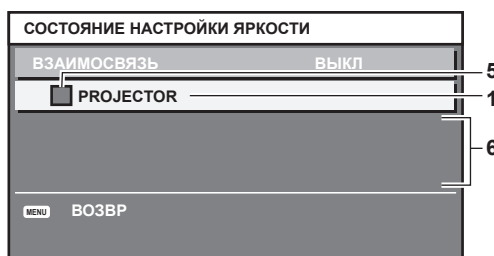 СОСТОЯНИЕ НАСТРОЙКИ ЯРКОСТИ
ВЗАИМОСВЯЗЬ ВЫКЛ
5
PROJECTOR
1
6
MENU ВОЗВР